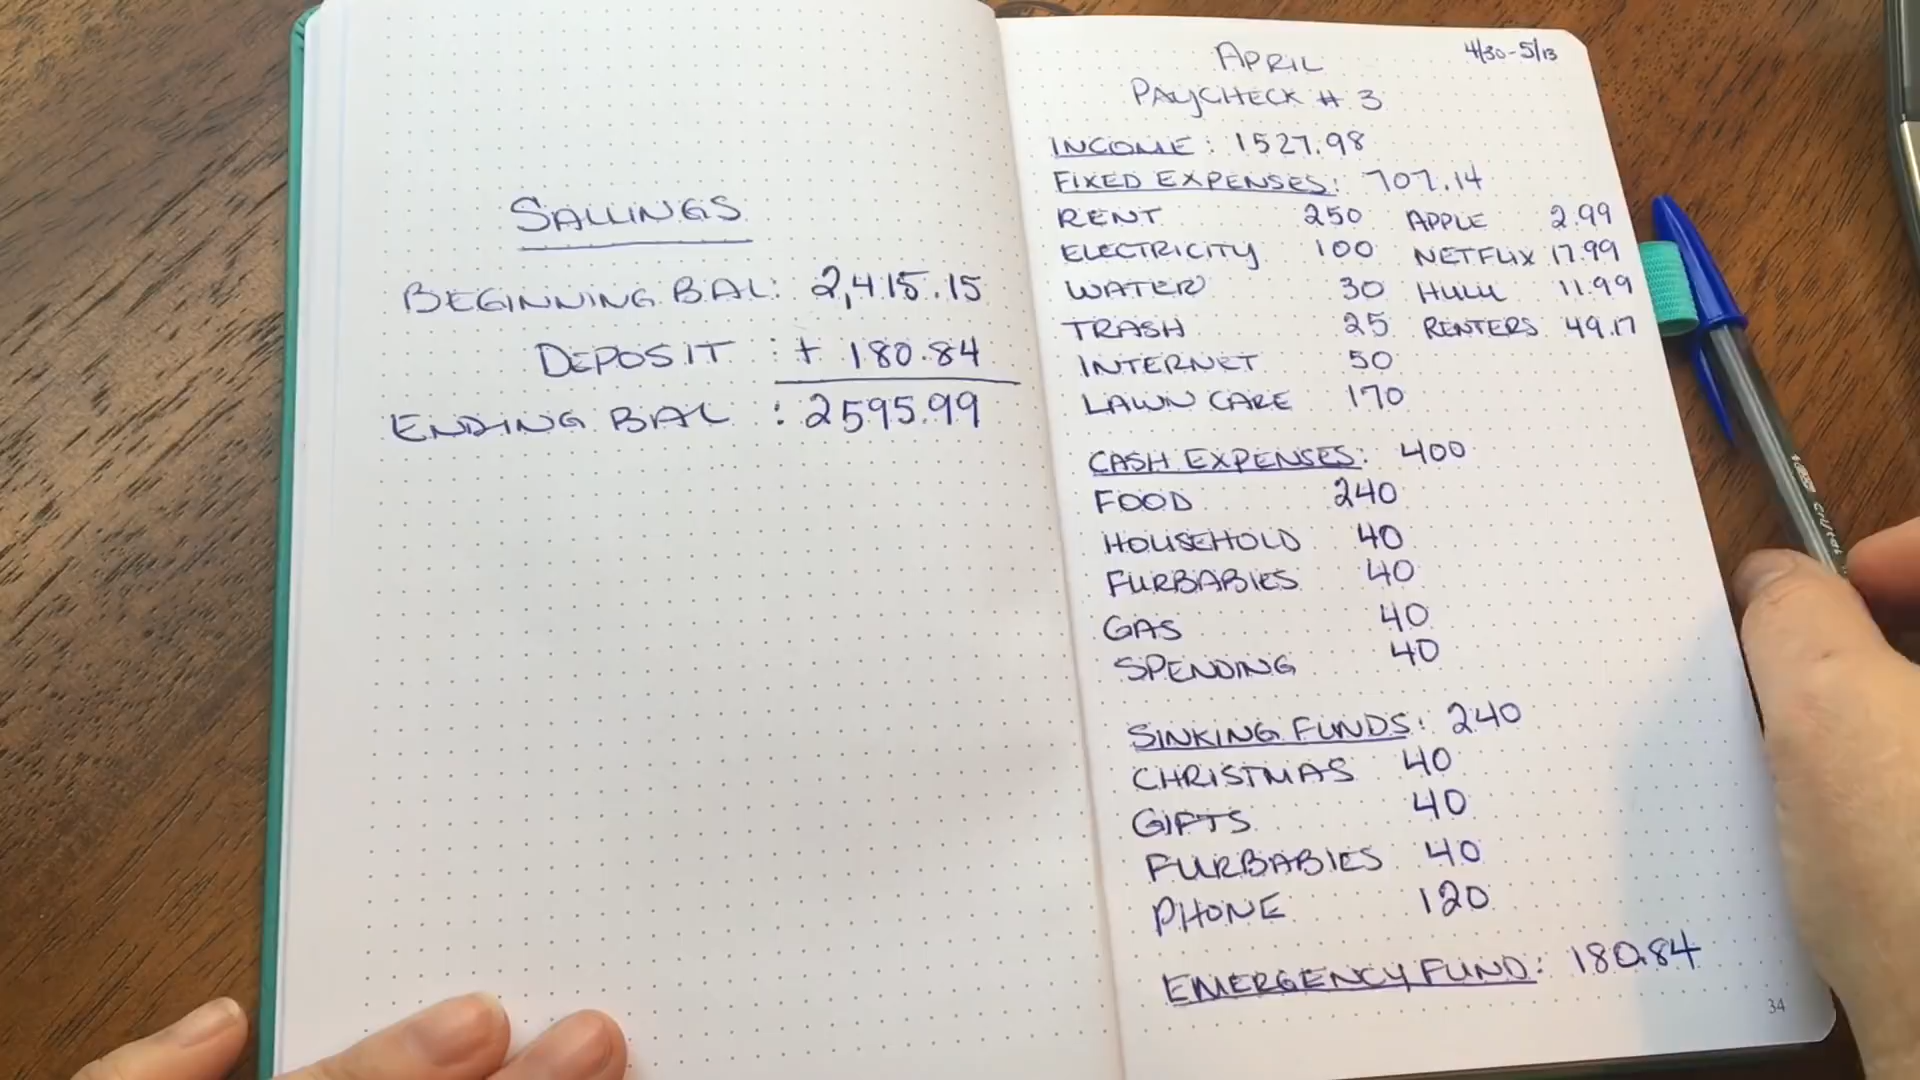 SAVINGS
BEGINNING BAL: 2,415.15
DEPOSIT : + 180.84
ENDING BAL : 2595.99
APRIL 4/30-5/13
PAYCHECK # 3
INCOME: 1527.98
FIXED EXPENSES: 707.14
RENT 250 APPLE 2.99
ELECTRICITY 100 NETFLIX 17.99
WATER 30 HULU 11.99
TRASH 25 RENTERS 49.17
INTERNET 50
LAWN CARE 170
CASH EXPENSES: 400
FOOD 240
HOUSEHOLD 40
FURBABIES 40
GAS 40
SPENDING 40
SINKING FUNDS: 240
CHRISTMAS 40
GIFTS 40
FURBABIES 40
PHONE 120
EMERGENCY FUND: 180.84
34